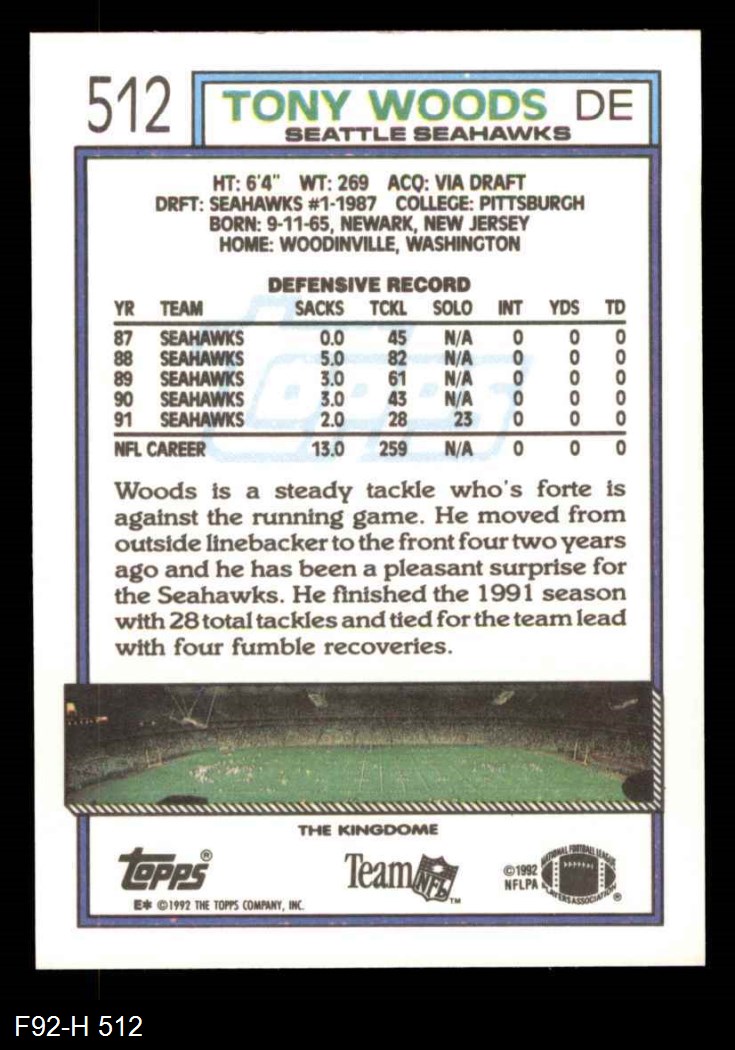 512 TONY WOODS DE
SEATTLE SEAHAWKS
HT: 6'4" WT: 269 ACQ: VIA DRAFT
DRFT: SEAHAWKS #1-1987 COLLEGE: PITTSBURGH
BORN: 9-11-65, NEWARK, NEW JERSEY
HOME: WOODINVILLE, WASHINGTON
DEFENSIVE RECORD
YR TEAM SACKS TCKL SOLO INT YDS TD
87 SEAHAWKS 0.0 45 N/A 0 0 0
88 SEAHAWKS 5.0 82 N/A 0 0 0
89 SEAHAWKS 3.0 61 N/A 0 0 0
90 SEAHAWKS 3.0 43 N/A 0 0 0
91 SEAHAWKS 2.0 28 23 0 0 0
NFL CAREER 13.0 259 N/A 0 0 0
Topps
Woods is a steady tackle who's forte is
against the running game. He moved from
outside linebacker to the front four two years
ago and he has been a pleasant surprise for
the Seahawks. He finished the 1991 season
with 28 total tackles and tied for the team lead
with four fumble recoveries.
THE KINGDOME
Topps®
Team NFL™
©1992
NFLPA
NATIONAL FOOTBALL LEAGUE
PLAYERS ASSOCIATION ®
E* ©1992 THE TOPPS COMPANY, INC.
F92-H 512